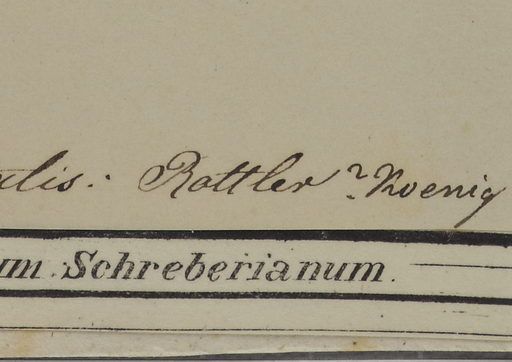 alis. Rottler ? Koenig
um Schreberianum.